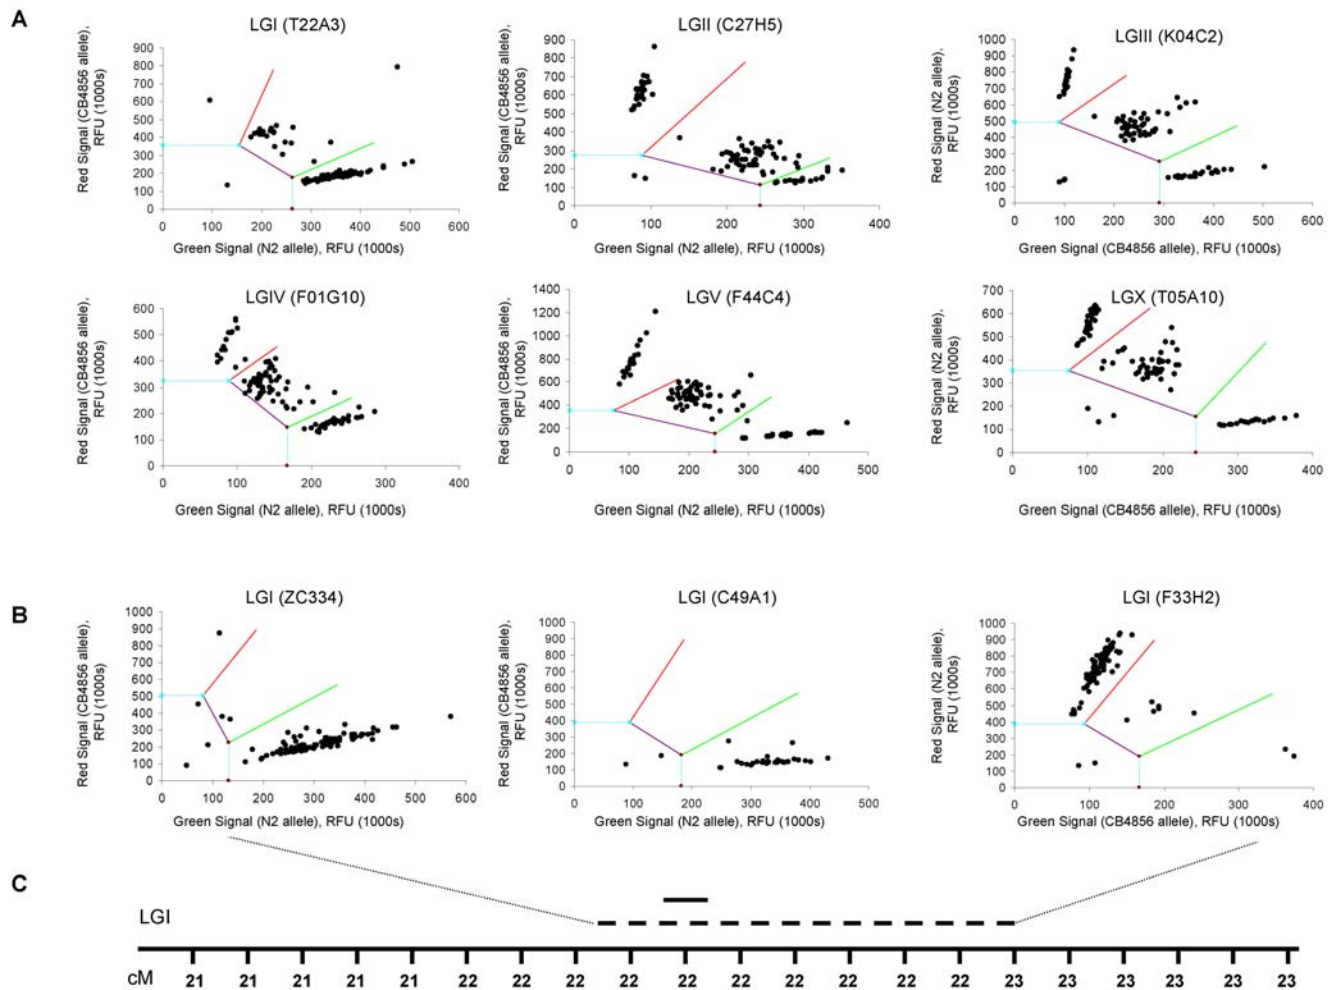 A
LGI (T22A3)
Red Signal (CB4856 allele),
RFU (1000s)
900
800
700
600
500
400
300
200
100
0
0 100 200 300 400 500 600
Green Signal (N2 allele), RFU (1000s)
LGII (C27H5)
Red Signal (CB4856 allele),
RFU (1000s)
900
800
700
600
500
400
300
200
100
0
0 100 200 300 400
Green Signal (N2 allele), RFU (1000s)
LGIII (K04C2)
Red Signal (N2 allele),
RFU (1000s)
1000
900
800
700
600
500
400
300
200
100
0
0 100 200 300 400 500 600
Green Signal (CB4856 allele), RFU (1000s)
LGIV (F01G10)
Red Signal (CB4856 allele),
RFU (1000s)
600
500
400
300
200
100
0
0 100 200 300 400
Green Signal (N2 allele), RFU (1000s)
LGV (F44C4)
Red Signal (CB4856 allele),
RFU (1000s)
1400
1200
1000
800
600
400
200
0
0 100 200 300 400 500
Green Signal (N2 allele), RFU (1000s)
LGX (T05A10)
Red Signal (N2 allele),
RFU (1000s)
700
600
500
400
300
200
100
0
0 100 200 300 400
Green Signal (CB4856 allele), RFU (1000s)
B
LGI (ZC334)
Red Signal (CB4856 allele),
RFU (1000s)
1000
900
800
700
600
500
400
300
200
100
0
0 100 200 300 400 500 600
Green Signal (N2 allele), RFU (1000s)
LGI (C49A1)
Red Signal (CB4856 allele),
RFU (1000s)
1000
900
800
700
600
500
400
300
200
100
0
0 100 200 300 400 500
Green Signal (N2 allele), RFU (1000s)
LGI (F33H2)
Red Signal (N2 allele),
RFU (1000s)
1000
900
800
700
600
500
400
300
200
100
0
0 100 200 300 400
Green Signal (CB4856 allele), RFU (1000s)
C
LGI
cM 21 21 21 21 21 22 22 22 22 22 22 22 22 22 22 23 23 23 23 23 23